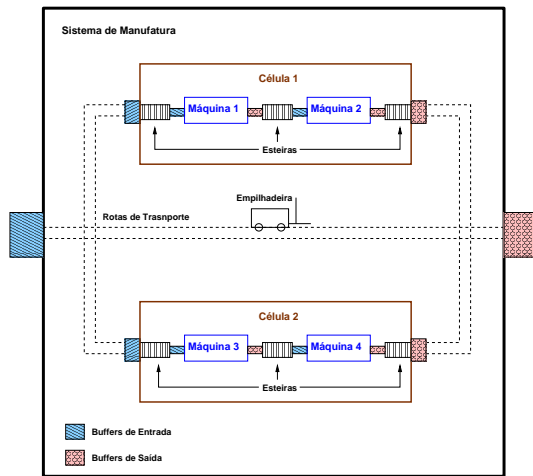 Sistema de Manufatura
Célula 1
Máquina 1
Máquina 2
Esteiras
Empilhadeira
Rotas de Trasnporte
Célula 2
Máquina 3
Máquina 4
Esteiras
Buffers de Entrada
Buffers de Saída